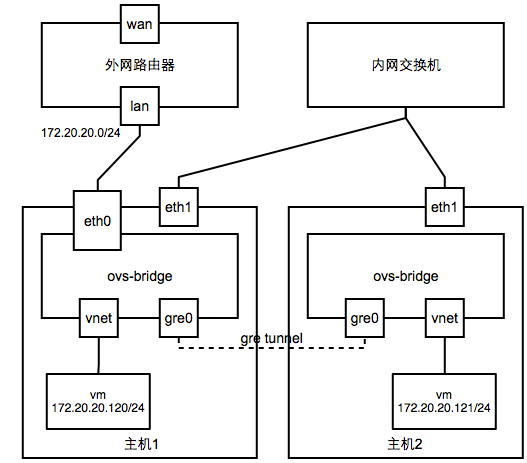 wan
外网路由器
内网交换机
lan
172.20.20.0/24
eth0
eth1
eth1
ovs-bridge
ovs-bridge
vnet
gre0
gre0
vnet
gre tunnel
vm
172.20.20.120/24
vm
172.20.20.121/24
主机1
主机2